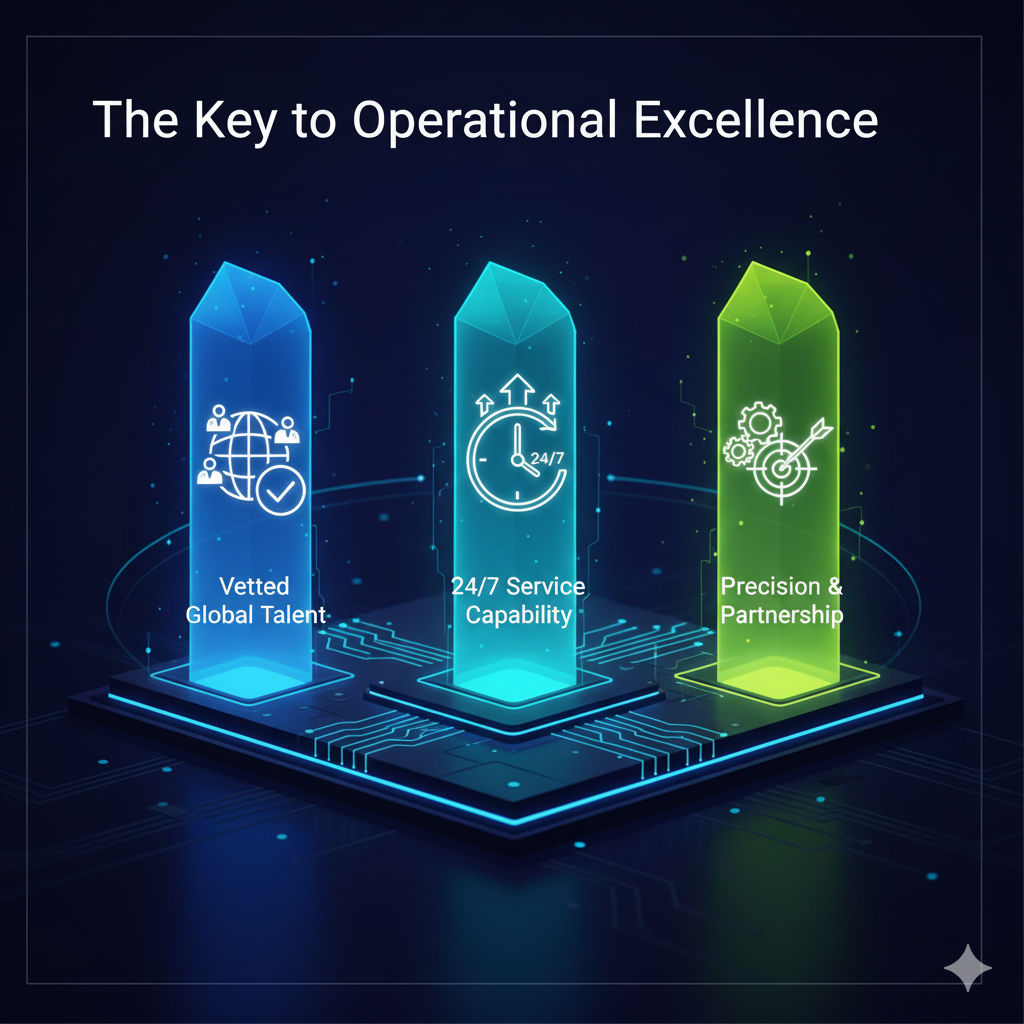 The Key to Operational Excellence
24/7
Vetted
Global Talent
24/7 Service
Capability
Precision &
Partnership